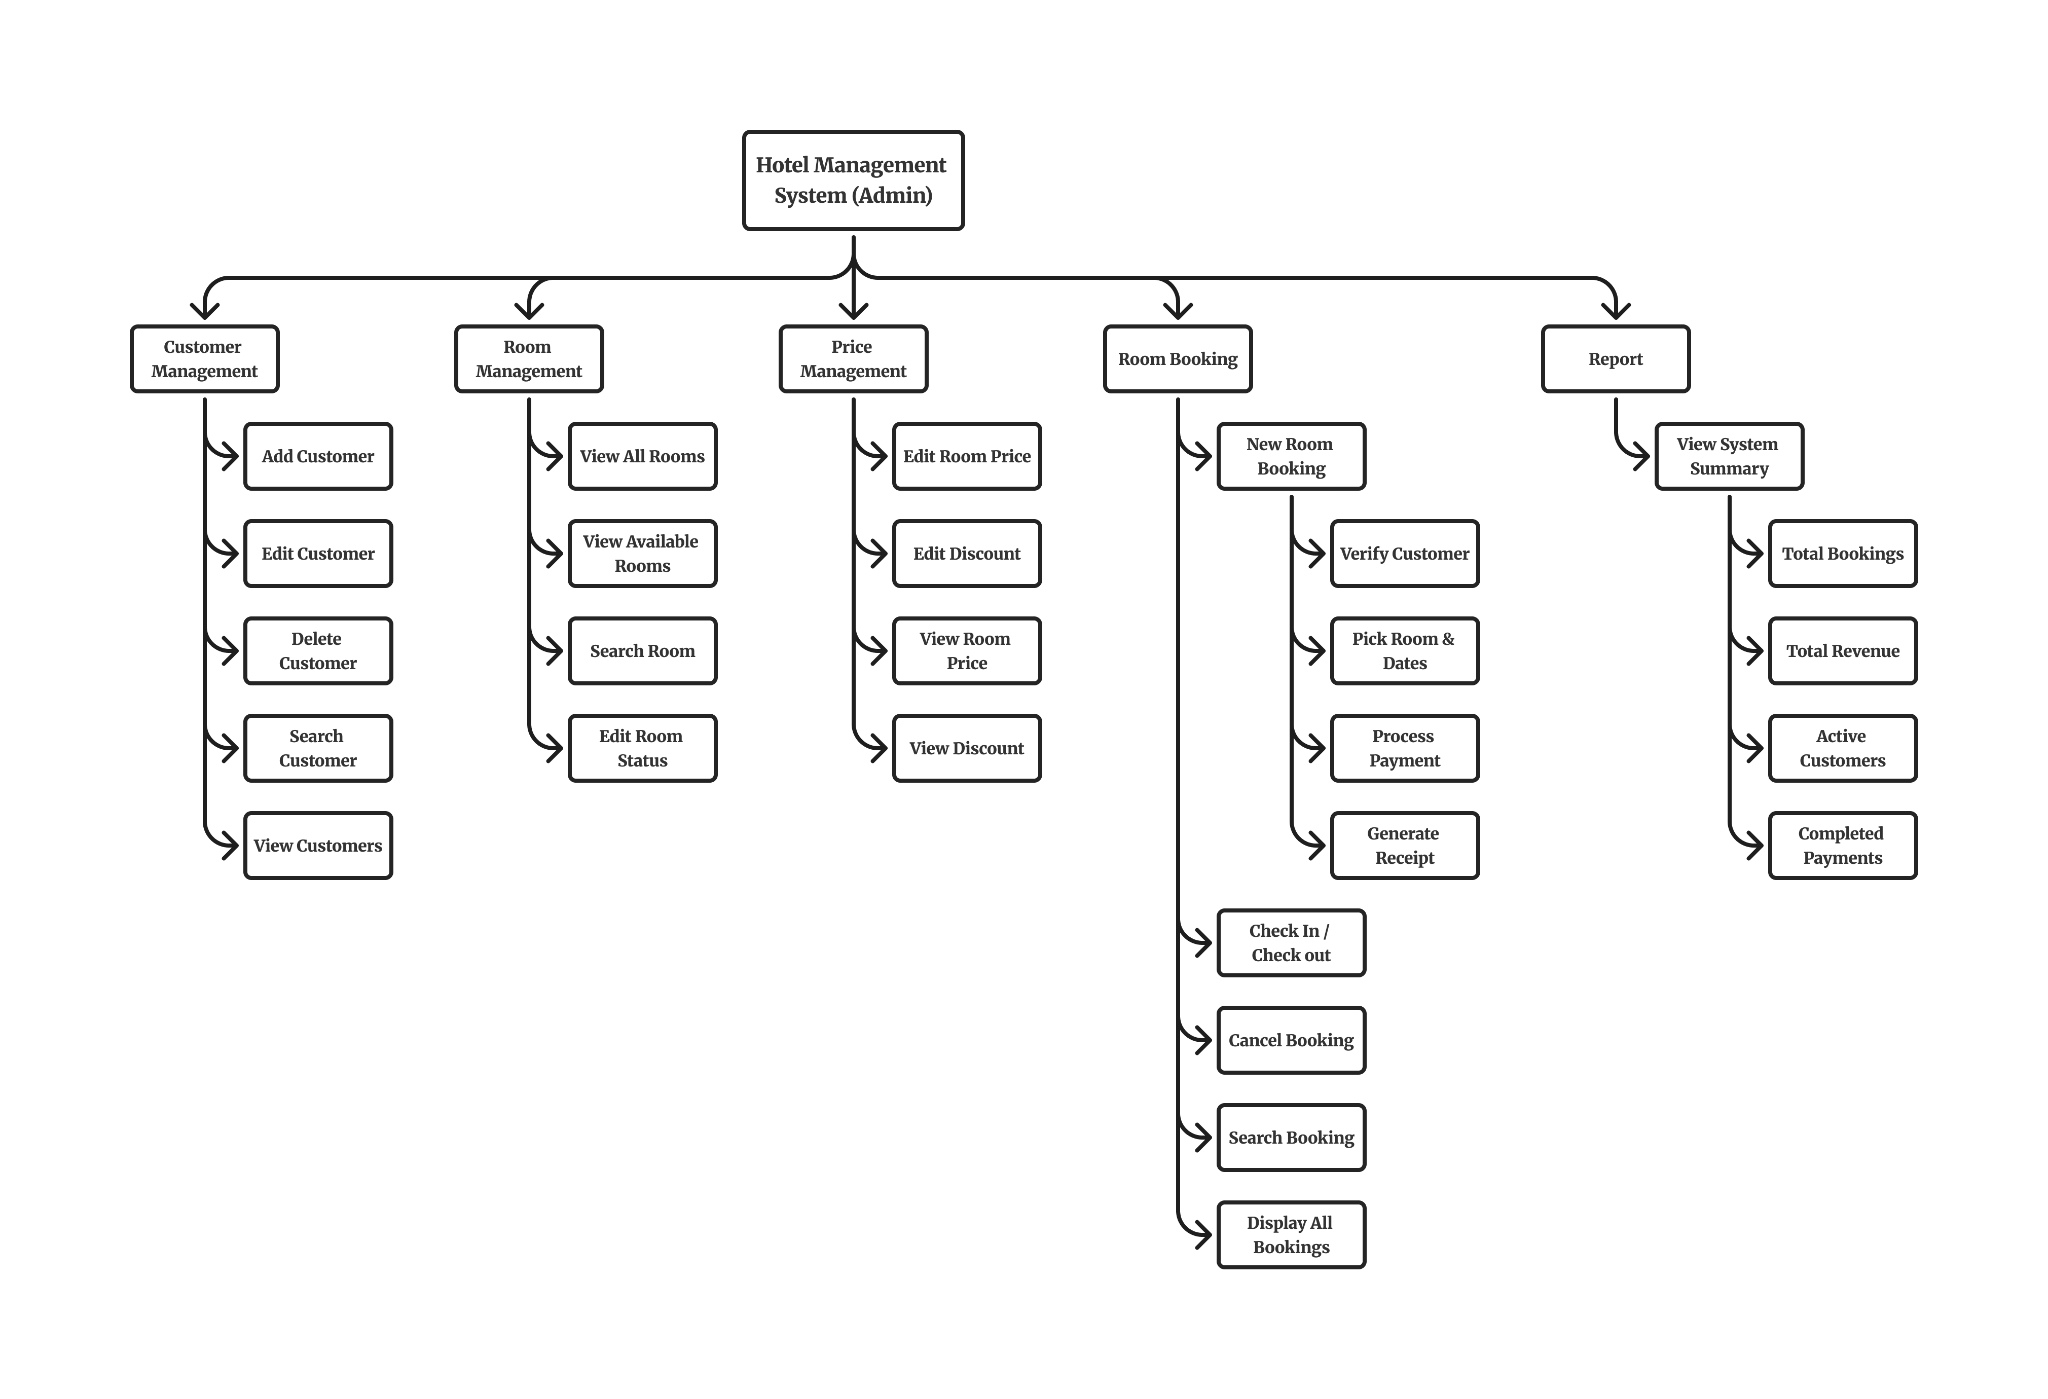 Hotel Management
System (Admin)
Customer
Management
Room
Management
Price
Management
Room Booking
Report
Add Customer
Edit Customer
Delete
Customer
Search
Customer
View Customers
View All Rooms
View Available
Rooms
Search Room
Edit Room
Status
Edit Room Price
Edit Discount
View Room
Price
View Discount
New Room
Booking
Verify Customer
Pick Room &
Dates
Process
Payment
Generate
Receipt
Check In /
Check out
Cancel Booking
Search Booking
Display All
Bookings
View System
Summary
Total Bookings
Total Revenue
Active
Customers
Completed
Payments